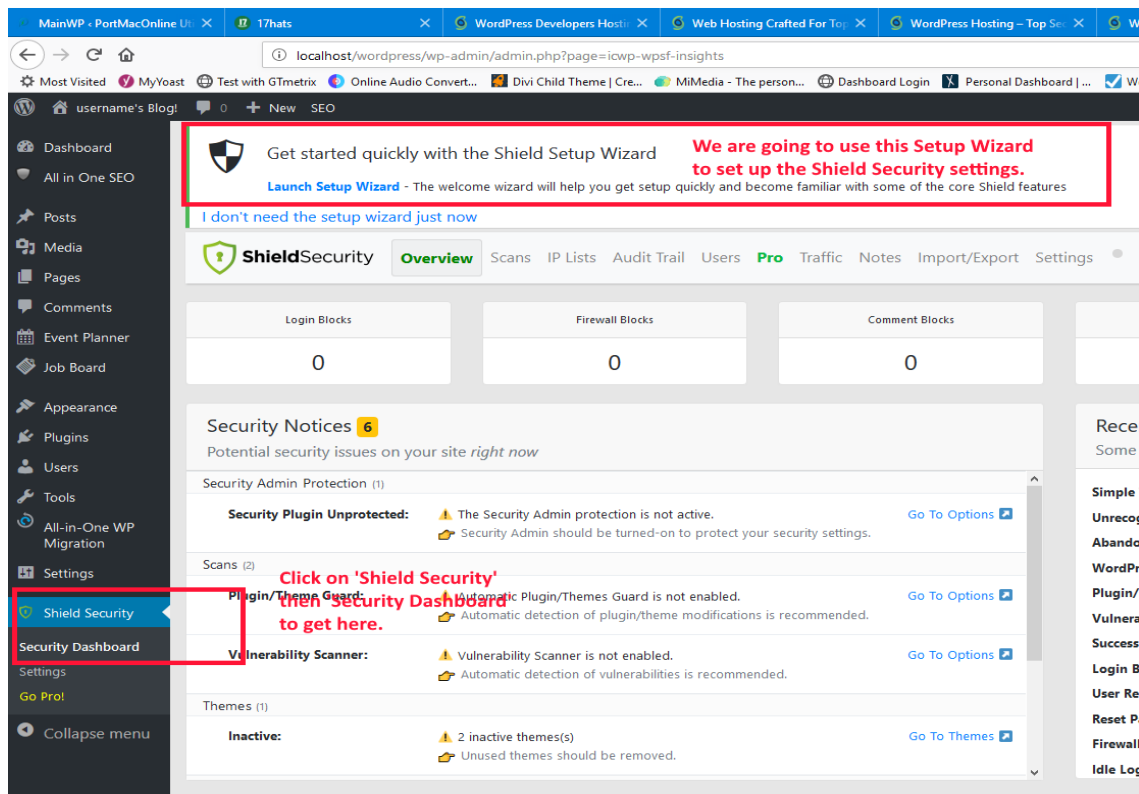 MainWP ‹ PortMacOnline Uti
17hats
WordPress Developers Hostin
Web Hosting Crafted For Top
WordPress Hosting – Top Sec
localhost/wordpress/wp-admin/admin.php?page=icwp-wpsf-insights
Most Visited MyYoast Test with GTmetrix Online Audio Convert... Divi Child Theme | Cre... MiMedia - The person... Dashboard Login Personal Dashboard | ...
username's Blog! 0 + New SEO
Dashboard
All in One SEO
Posts
Media
Pages
Comments
Event Planner
Job Board
Appearance
Plugins
Users
Tools
All-in-One WP
Migration
Settings
Shield Security
Security Dashboard
Settings
Go Pro!
Collapse menu
Get started quickly with the Shield Setup Wizard
We are going to use this Setup Wizard
to set up the Shield Security settings.
Launch Setup Wizard - The welcome wizard will help you get setup quickly and become familiar with some of the core Shield features
I don't need the setup wizard just now
ShieldSecurity Overview Scans IP Lists Audit Trail Users Pro Traffic Notes Import/Export Settings
Login Blocks Firewall Blocks Comment Blocks
0 0 0
Security Notices 6
Potential security issues on your site right now
Security Admin Protection (1)
Security Plugin Unprotected: The Security Admin protection is not active. Go To Options
Security Admin should be turned-on to protect your security settings.
Scans (2)
Click on 'Shield Security'
then 'Security Dashboard'
to get here.
Plugin/Theme Guard: Automatic Plugin/Themes Guard is not enabled. Go To Options
Automatic detection of plugin/theme modifications is recommended.
Vulnerability Scanner: Vulnerability Scanner is not enabled. Go To Options
Automatic detection of vulnerabilities is recommended.
Themes (1)
Inactive: 2 inactive themes(s) Go To Themes
Unused themes should be removed.
Rece
Some
Simple
Unrecog
Abando
WordPr
Plugin/
Vulnera
Success
Login B
User Re
Reset P
Firewall
Idle Log